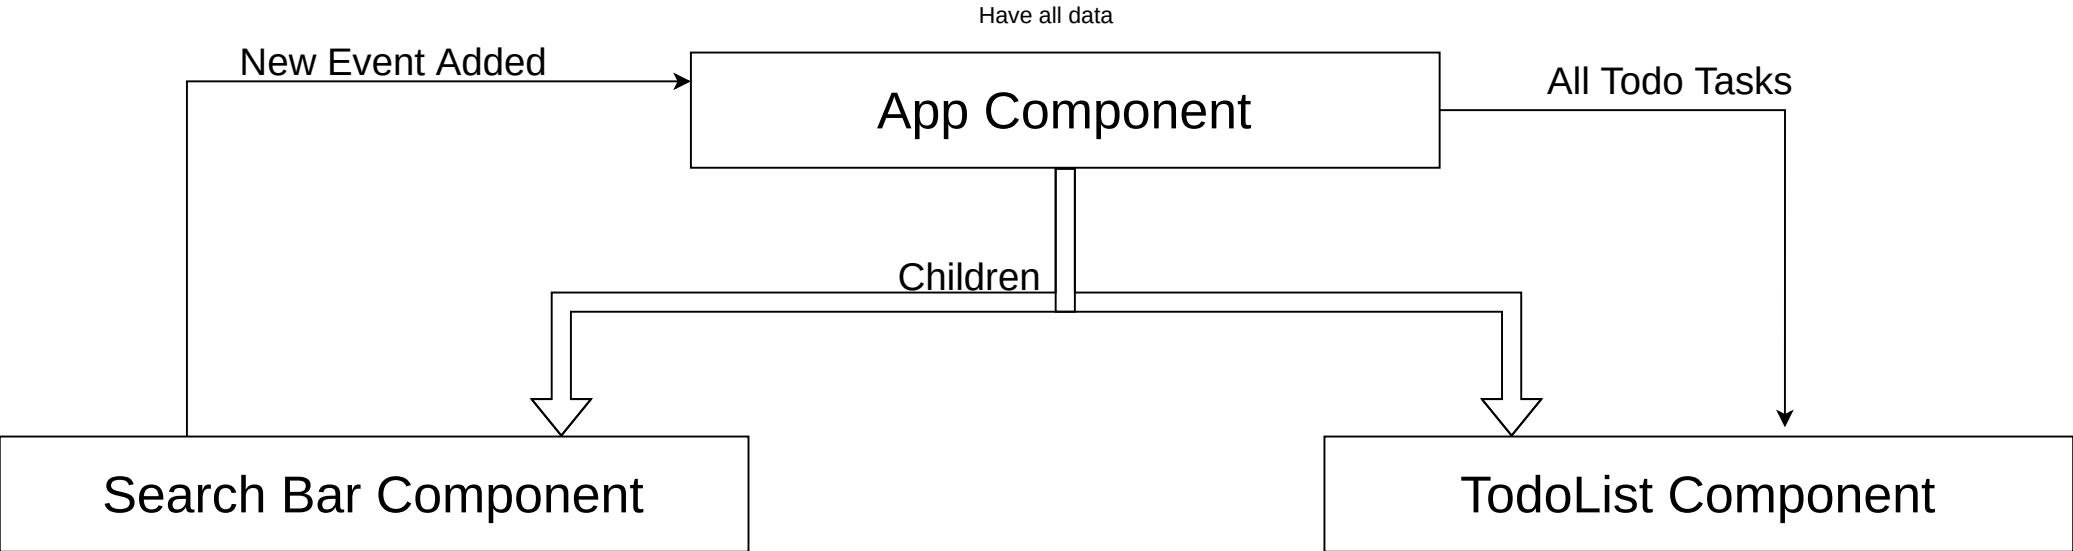 Have all data
New Event Added
App Component
All Todo Tasks
Children
Search Bar Component
TodoList Component